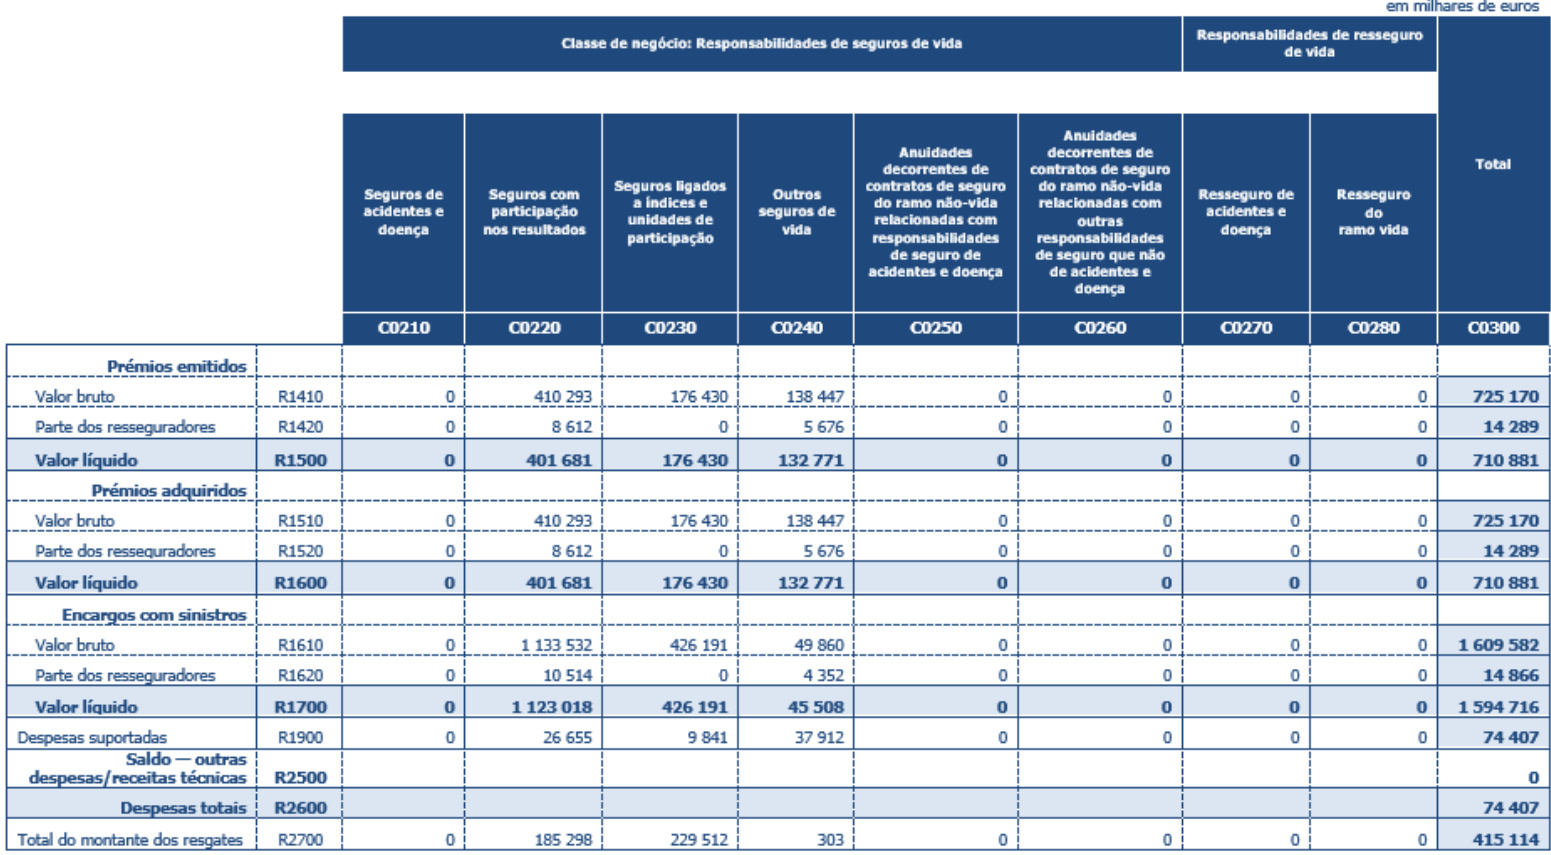 em milhares de euros
Classe de negócio: Responsabilidades de seguros de vida
Responsabilidades de resseguro
de vida
Total
Seguros de
acidentes e
doença
Seguros com
participação
nos resultados
Seguros ligados
a índices e
unidades de
participação
Outros
seguros de
vida
Anuidades
decorrentes de
contratos de seguro
do ramo não-vida
relacionadas com
responsabilidades
de seguro de
acidentes e doença
Anuidades
decorrentes de
contratos de seguro
do ramo não-vida
relacionadas com
outras
responsabilidades
de seguro que não
de acidentes e
doença
Resseguro de
acidentes e
doença
Resseguro
do
ramo vida
C0210 C0220 C0230 C0240 C0250 C0260 C0270 C0280 C0300
Prémios emitidos
Valor bruto R1410 0 410 293 176 430 138 447 0 0 0 0 725 170
Parte dos resseguradores R1420 0 8 612 0 5 676 0 0 0 0 14 289
Valor líquido R1500 0 401 681 176 430 132 771 0 0 0 0 710 881
Prémios adquiridos
Valor bruto R1510 0 410 293 176 430 138 447 0 0 0 0 725 170
Parte dos resseguradores R1520 0 8 612 0 5 676 0 0 0 0 14 289
Valor líquido R1600 0 401 681 176 430 132 771 0 0 0 0 710 881
Encargos com sinistros
Valor bruto R1610 0 1 133 532 426 191 49 860 0 0 0 0 1 609 582
Parte dos resseguradores R1620 0 10 514 0 4 352 0 0 0 0 14 866
Valor líquido R1700 0 1 123 018 426 191 45 508 0 0 0 0 1 594 716
Despesas suportadas R1900 0 26 655 9 841 37 912 0 0 0 0 74 407
Saldo — outras
despesas/receitas técnicas R2500 0
Despesas totais R2600 74 407
Total do montante dos resgates R2700 0 185 298 229 512 303 0 0 0 0 415 114